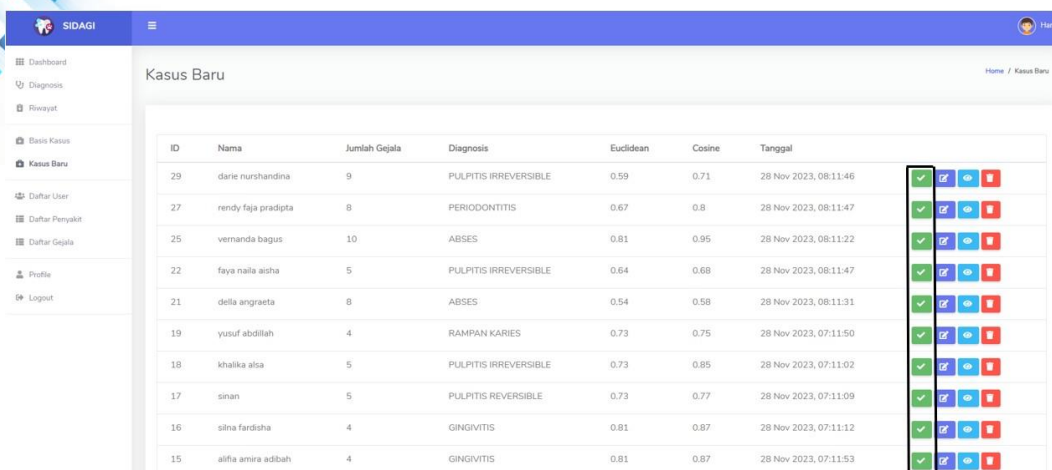 SIDAGI
Har
Dashboard
Diagnosis
Riwayat
Basis Kasus
Kasus Baru
Daftar User
Daftar Penyakit
Daftar Gejala
Profile
Logout
Kasus Baru
Home / Kasus Baru
ID Nama Jumlah Gejala Diagnosis Euclidean Cosine Tanggal
29 darie nurshandina 9 PULPITIS IRREVERSIBLE 0.59 0.71 28 Nov 2023, 08:11:46
27 rendy faja pradipta 8 PERIODONTITIS 0.67 0.8 28 Nov 2023, 08:11:47
25 vernanda bagus 10 ABSES 0.81 0.95 28 Nov 2023, 08:11:22
22 faya naila aisha 5 PULPITIS IRREVERSIBLE 0.64 0.68 28 Nov 2023, 08:11:47
21 della angraeta 8 ABSES 0.54 0.58 28 Nov 2023, 08:11:31
19 yusuf abdillah 4 RAMPAN KARIES 0.73 0.75 28 Nov 2023, 07:11:50
18 khalika alsa 5 PULPITIS IRREVERSIBLE 0.73 0.85 28 Nov 2023, 07:11:02
17 sinan 5 PULPITIS REVERSIBLE 0.73 0.77 28 Nov 2023, 07:11:09
16 silna fardisha 4 GINGIVITIS 0.81 0.87 28 Nov 2023, 07:11:12
15 alifia amira adibah 4 GINGIVITIS 0.81 0.87 28 Nov 2023, 07:11:53